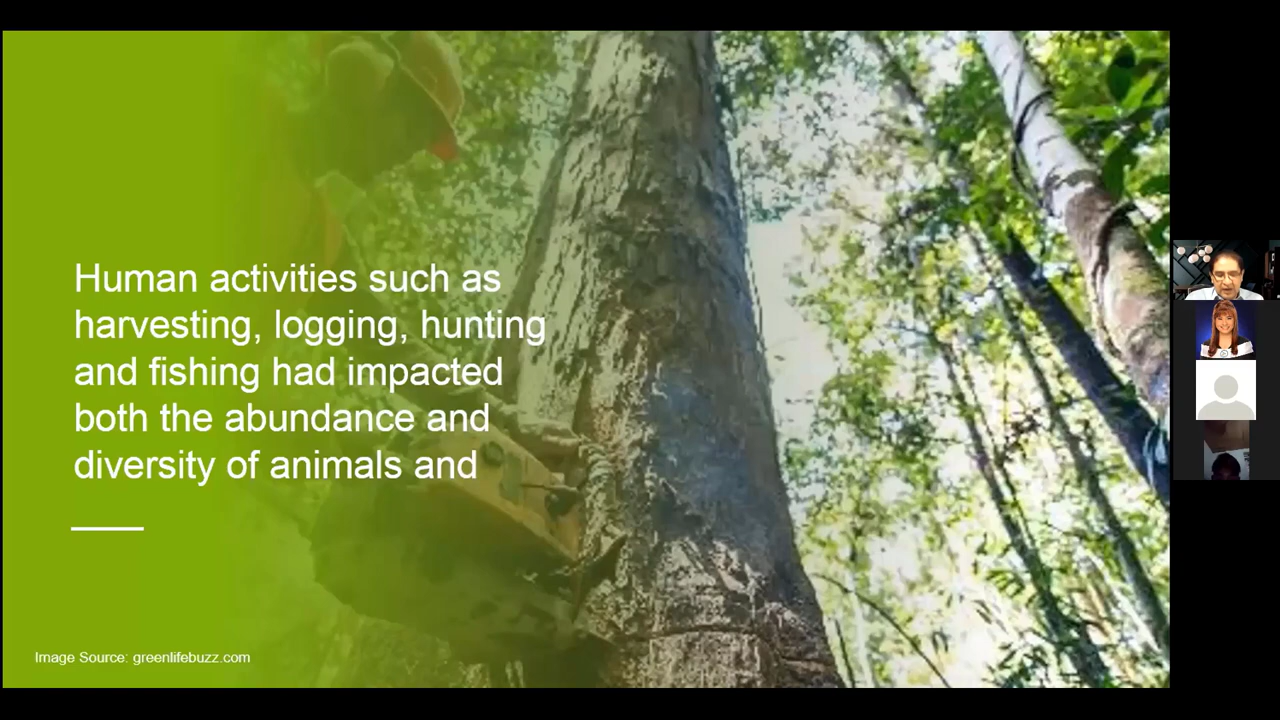 Human activities such as
harvesting, logging, hunting
and fishing had impacted
both the abundance and
diversity of animals and
Image Source: greenlifebuzz.com